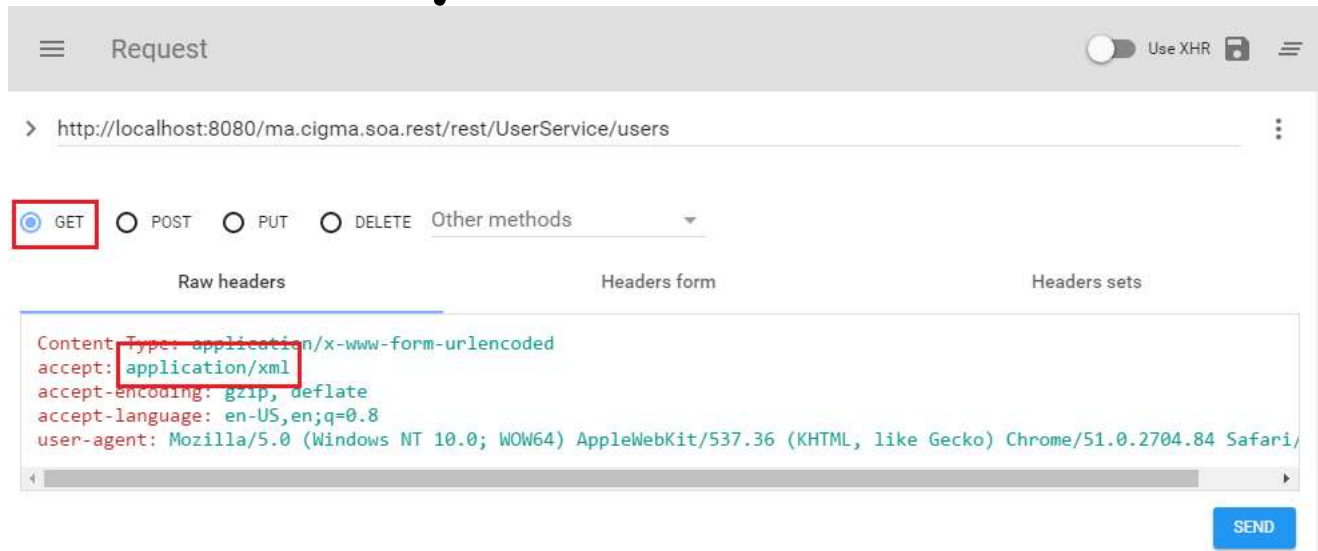 Request
Use XHR
http://localhost:8080/ma.cigma.soa.rest/rest/UserService/users
GET POST PUT DELETE Other methods
Raw headers Headers form Headers sets
Content-Type: application/x-www-form-urlencoded
accept: application/xml
accept-encoding: gzip, deflate
accept-language: en-US,en;q=0.8
user-agent: Mozilla/5.0 (Windows NT 10.0; WOW64) AppleWebKit/537.36 (KHTML, like Gecko) Chrome/51.0.2704.84 Safari/
SEND